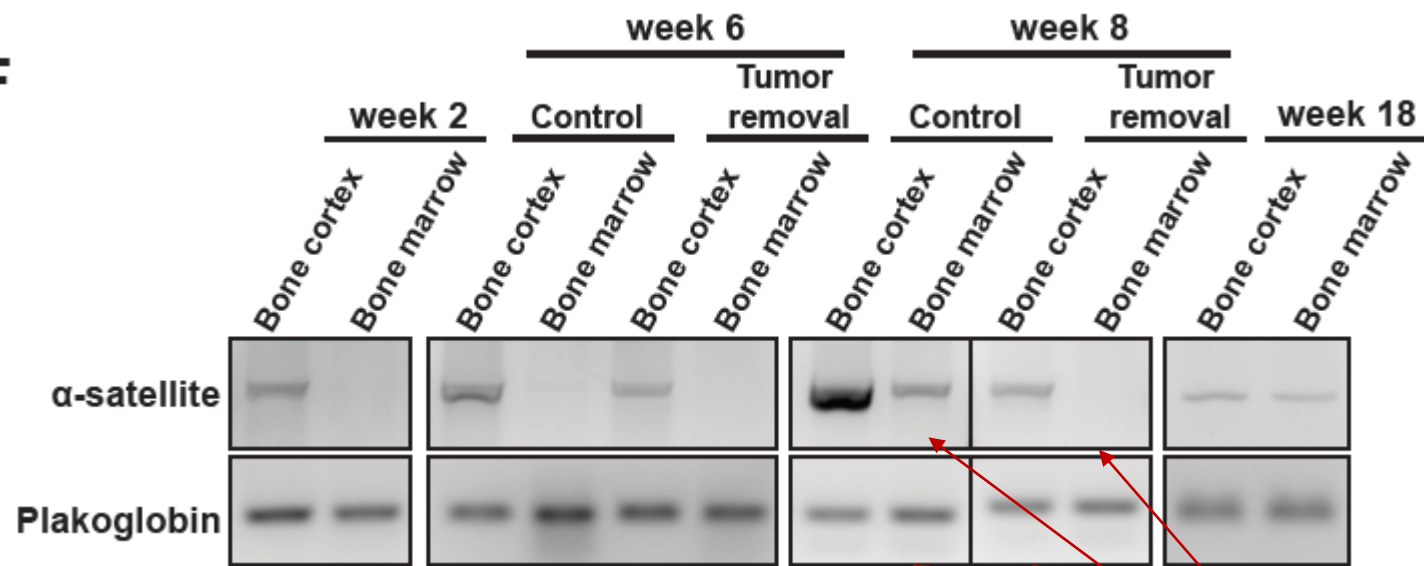 week 6
week 8
F
Tumor
Tumor
week 2
Control
removal
Control
removal
week 18
Bone cortex
Bone marrow
Bone cortex
Bone marrow
Bone cortex
Bone marrow
Bone cortex
Bone marrow
Bone cortex
Bone marrow
Bone cortex
Bone marrow
α-satellite
Plakoglobin